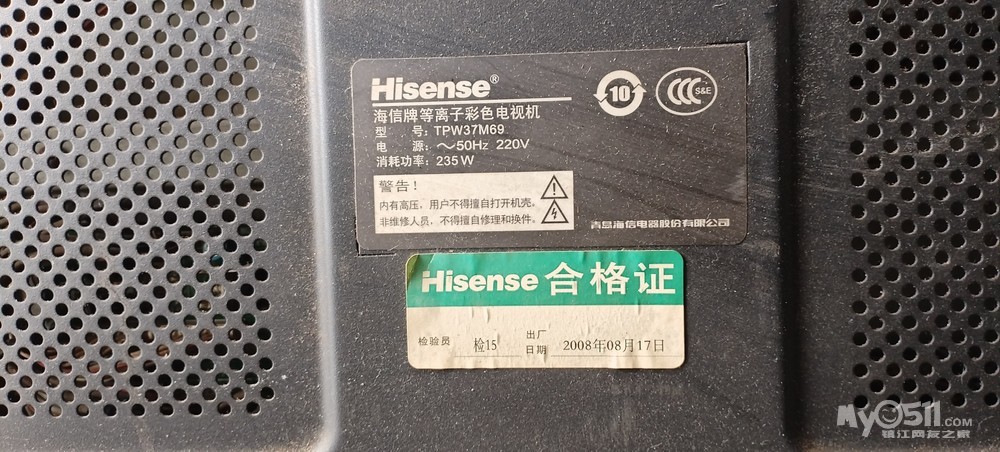 Hisense®
海信牌等离子彩色电视机
型 号：TPW37M69
电 源：～50Hz 220V
消耗功率：235W
10
CCC S&E
警告！
内有高压，用户不得擅自打开机壳。
非维修人员，不得擅自修理和换件。
青岛海信电器股份有限公司
Hisense 合格证
检验员 检15 出厂日期 2008年08月17日
MY0511.COM
镇江网友之家